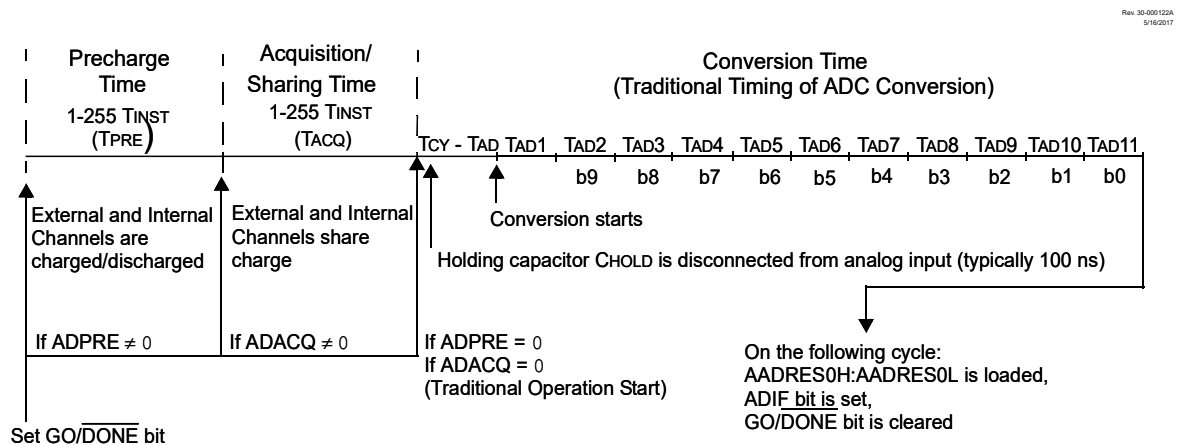 Rev. 30-000122A
5/16/2017
Precharge
Time
1-255 TINST
(TPRE)
Acquisition/
Sharing Time
1-255 TINST
(TACQ)
Conversion Time
(Traditional Timing of ADC Conversion)
TCY - TAD TAD1 TAD2 TAD3 TAD4 TAD5 TAD6 TAD7 TAD8 TAD9 TAD10 TAD11
b9 b8 b7 b6 b5 b4 b3 b2 b1 b0
External and Internal
Channels are
charged/discharged
External and Internal
Channels share
charge
Conversion starts
Holding capacitor CHOLD is disconnected from analog input (typically 100 ns)
If ADPRE ≠ 0
If ADACQ ≠ 0
If ADPRE = 0
If ADACQ = 0
(Traditional Operation Start)
On the following cycle:
AADRES0H:AADRES0L is loaded,
ADIF bit is set,
GO/DONE bit is cleared
Set GO/DONE bit